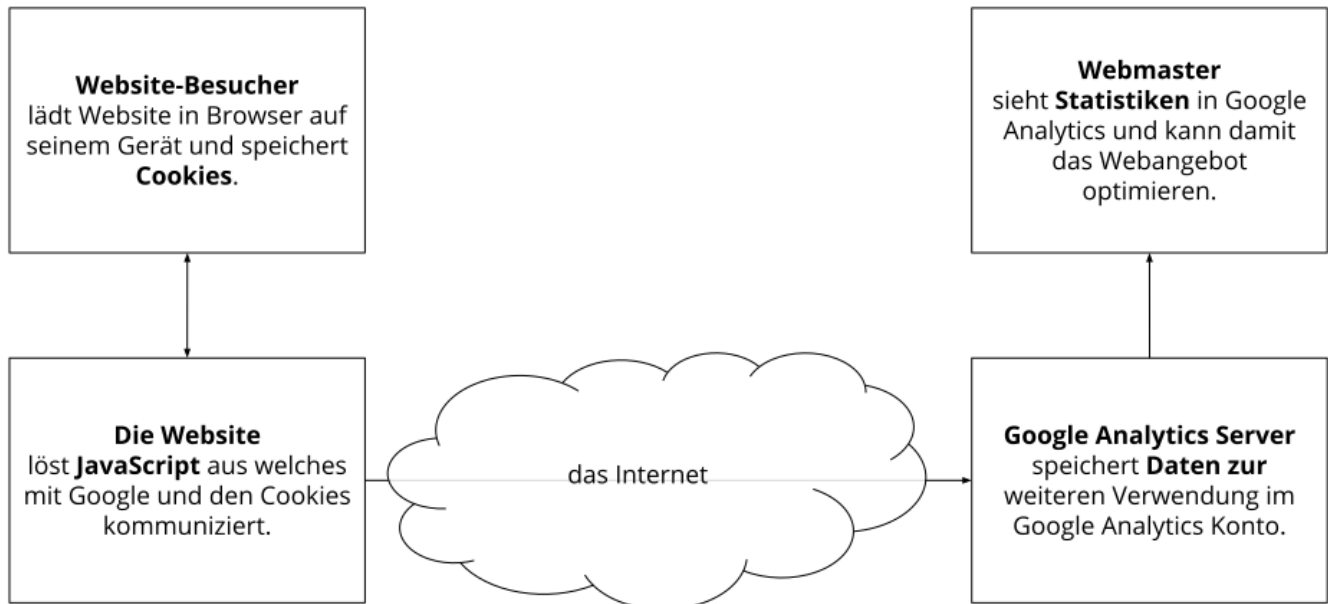 Website-Besucher
lädt Website in Browser auf
seinem Gerät und speichert
Cookies.
Webmaster
sieht Statistiken in Google
Analytics und kann damit
das Webangebot
optimieren.
Die Website
löst JavaScript aus welches
mit Google und den Cookies
kommuniziert.
das Internet
Google Analytics Server
speichert Daten zur
weiteren Verwendung im
Google Analytics Konto.